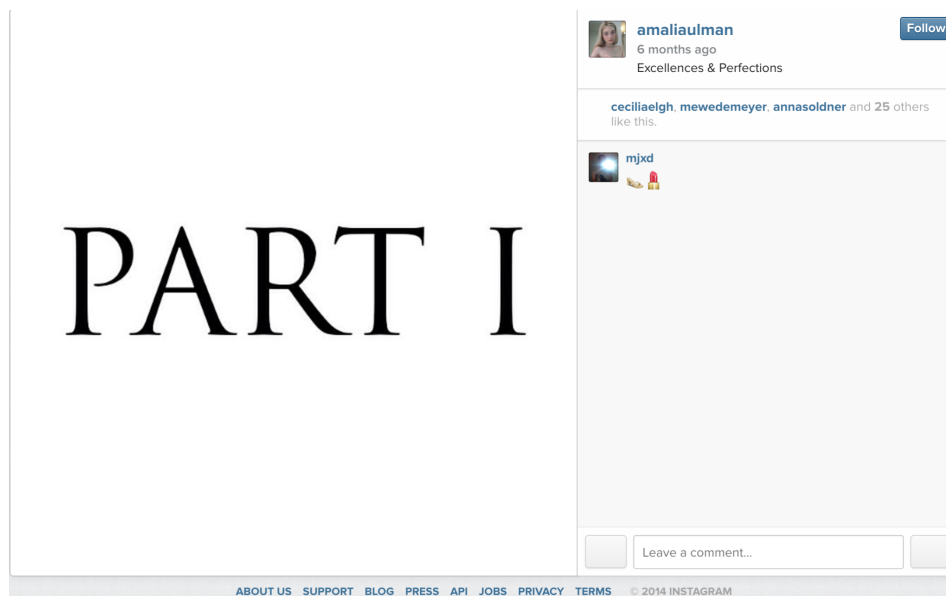 PART I
amaliaulman
Follow
6 months ago
Excellences & Perfections
ceciliaelgh, mewedemeyer, annasoldner and 25 others
like this.
mjxd
Leave a comment...
ABOUT US SUPPORT BLOG PRESS API JOBS PRIVACY TERMS © 2014 INSTAGRAM